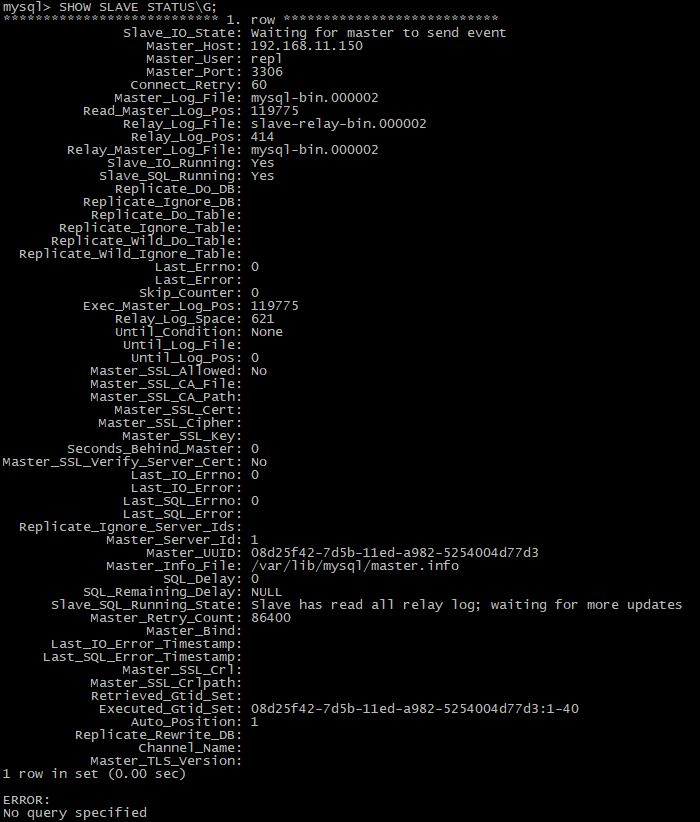 mysql> SHOW SLAVE STATUS\G;
*************************** 1. row ***************************
Slave_IO_State: Waiting for master to send event
Master_Host: 192.168.11.150
Master_User: repl
Master_Port: 3306
Connect_Retry: 60
Master_Log_File: mysql-bin.000002
Read_Master_Log_Pos: 119775
Relay_Log_File: slave-relay-bin.000002
Relay_Log_Pos: 414
Relay_Master_Log_File: mysql-bin.000002
Slave_IO_Running: Yes
Slave_SQL_Running: Yes
Replicate_Do_DB:
Replicate_Ignore_DB:
Replicate_Do_Table:
Replicate_Ignore_Table:
Replicate_Wild_Do_Table:
Replicate_Wild_Ignore_Table:
Last_Errno: 0
Last_Error:
Skip_Counter: 0
Exec_Master_Log_Pos: 119775
Relay_Log_Space: 621
Until_Condition: None
Until_Log_File:
Until_Log_Pos: 0
Master_SSL_Allowed: No
Master_SSL_CA_File:
Master_SSL_CA_Path:
Master_SSL_Cert:
Master_SSL_Cipher:
Master_SSL_Key:
Seconds_Behind_Master: 0
Master_SSL_Verify_Server_Cert: No
Last_IO_Errno: 0
Last_IO_Error:
Last_SQL_Errno: 0
Last_SQL_Error:
Replicate_Ignore_Server_Ids:
Master_Server_Id: 1
Master_UUID: 08d25f42-7d5b-11ed-a982-5254004d77d3
Master_Info_File: /var/lib/mysql/master.info
SQL_Delay: 0
SQL_Remaining_Delay: NULL
Slave_SQL_Running_State: Slave has read all relay log; waiting for more updates
Master_Retry_Count: 86400
Master_Bind:
Last_IO_Error_Timestamp:
Last_SQL_Error_Timestamp:
Master_SSL_Crl:
Master_SSL_Crlpath:
Retrieved_Gtid_Set:
Executed_Gtid_Set: 08d25f42-7d5b-11ed-a982-5254004d77d3:1-40
Auto_Position: 1
Replicate_Rewrite_DB:
Channel_Name:
Master_TLS_Version:
1 row in set (0.00 sec)
ERROR:
No query specified